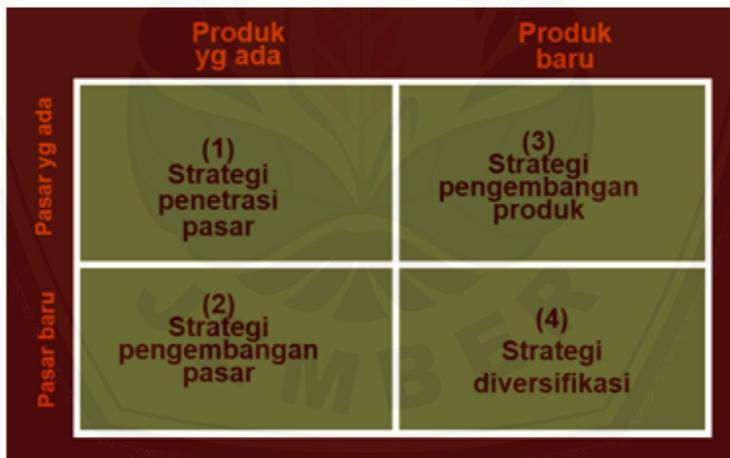 Produk
yg ada
Produk
baru
Pasar yg ada
(1)
Strategi
penetrasi
pasar
(3)
Strategi
pengembangan
produk
Pasar baru
(2)
Strategi
pengembangan
pasar
(4)
Strategi
diversifikasi
JEMBER